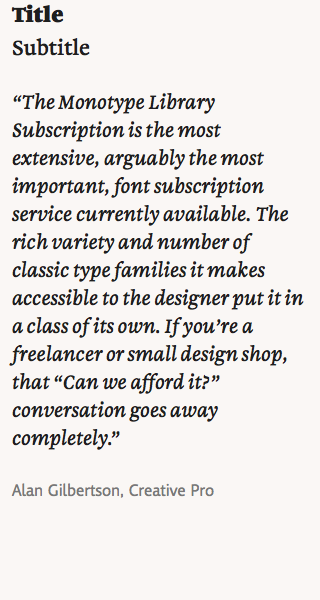 Title
Subtitle
“The Monotype Library
Subscription is the most
extensive, arguably the most
important, font subscription
service currently available. The
rich variety and number of
classic type families it makes
accessible to the designer put it in
a class of its own. If you’re a
freelancer or small design shop,
that “Can we afford it?”
conversation goes away
completely.”
Alan Gilbertson, Creative Pro